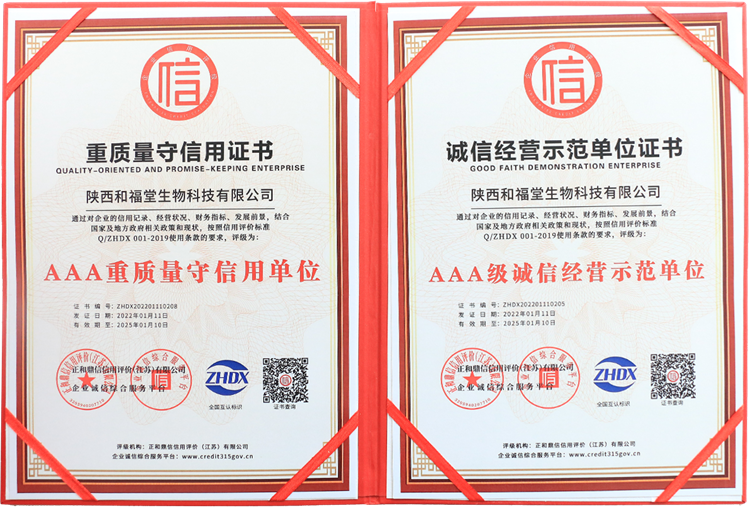 信
重质量守信用证书
QUALITY-ORIENTED AND PROMISE-KEEPING ENTERPRISE
陕西和福堂生物科技有限公司
通过对企业的信用记录、经营状况、财务指标、发展前景，结合
国家及地方政府相关政策和现状，按照信用评价标准
Q/ZHDX 001-2019使用条款的要求，评级为：
AAA重质量守信用单位
证 书 编 号：ZHDX202201110208
发 证 日 期：2022年01月11日
有 效 期 至：2025年01月10日
正和鼎信信用评价(江苏)有限公司
企业诚信综合服务平台
信
ZHDX
全国互认标识
证书查询
评级机构：正和鼎信信用评价（江苏）有限公司
企业诚信综合服务平台：www.credit315gov.cn
信
诚信经营示范单位证书
GOOD FAITH DEMONSTRATION ENTERPRISE
陕西和福堂生物科技有限公司
通过对企业的信用记录、经营状况、财务指标、发展前景，结合
国家及地方政府相关政策和现状，按照信用评价标准
Q/ZHDX 001-2019使用条款的要求，评级为：
AAA级诚信经营示范单位
证 书 编 号：ZHDX202201110205
发 证 日 期：2022年01月11日
有 效 期 至：2025年01月10日
正和鼎信信用评价(江苏)有限公司
企业诚信综合服务平台
信
ZHDX
全国互认标识
证书查询
评级机构：正和鼎信信用评价（江苏）有限公司
企业诚信综合服务平台：www.credit315gov.cn